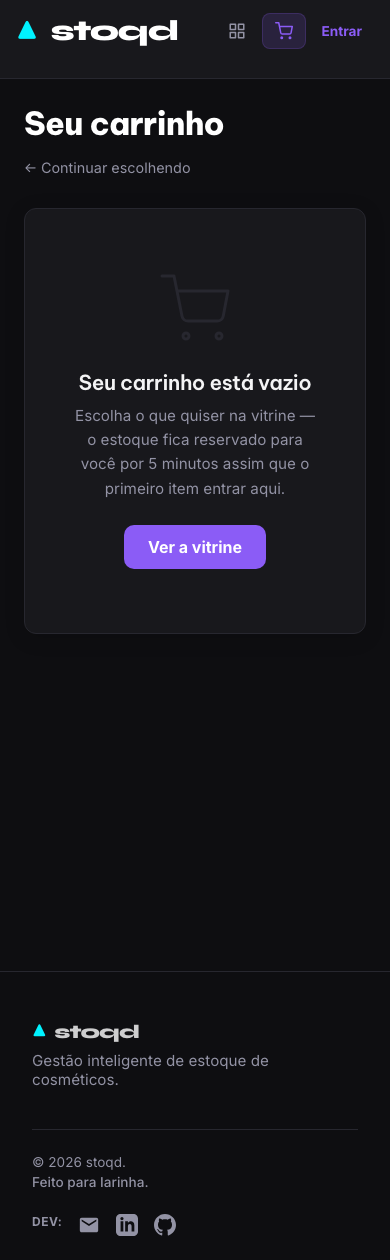 stoqd
Entrar
Seu carrinho
← Continuar escolhendo
Seu carrinho está vazio
Escolha o que quiser na vitrine —
o estoque fica reservado para
você por 5 minutos assim que o
primeiro item entrar aqui.
Ver a vitrine
stoqd
Gestão inteligente de estoque de
cosméticos.
© 2026 stoqd.
Feito para Iarinha.
DEV: